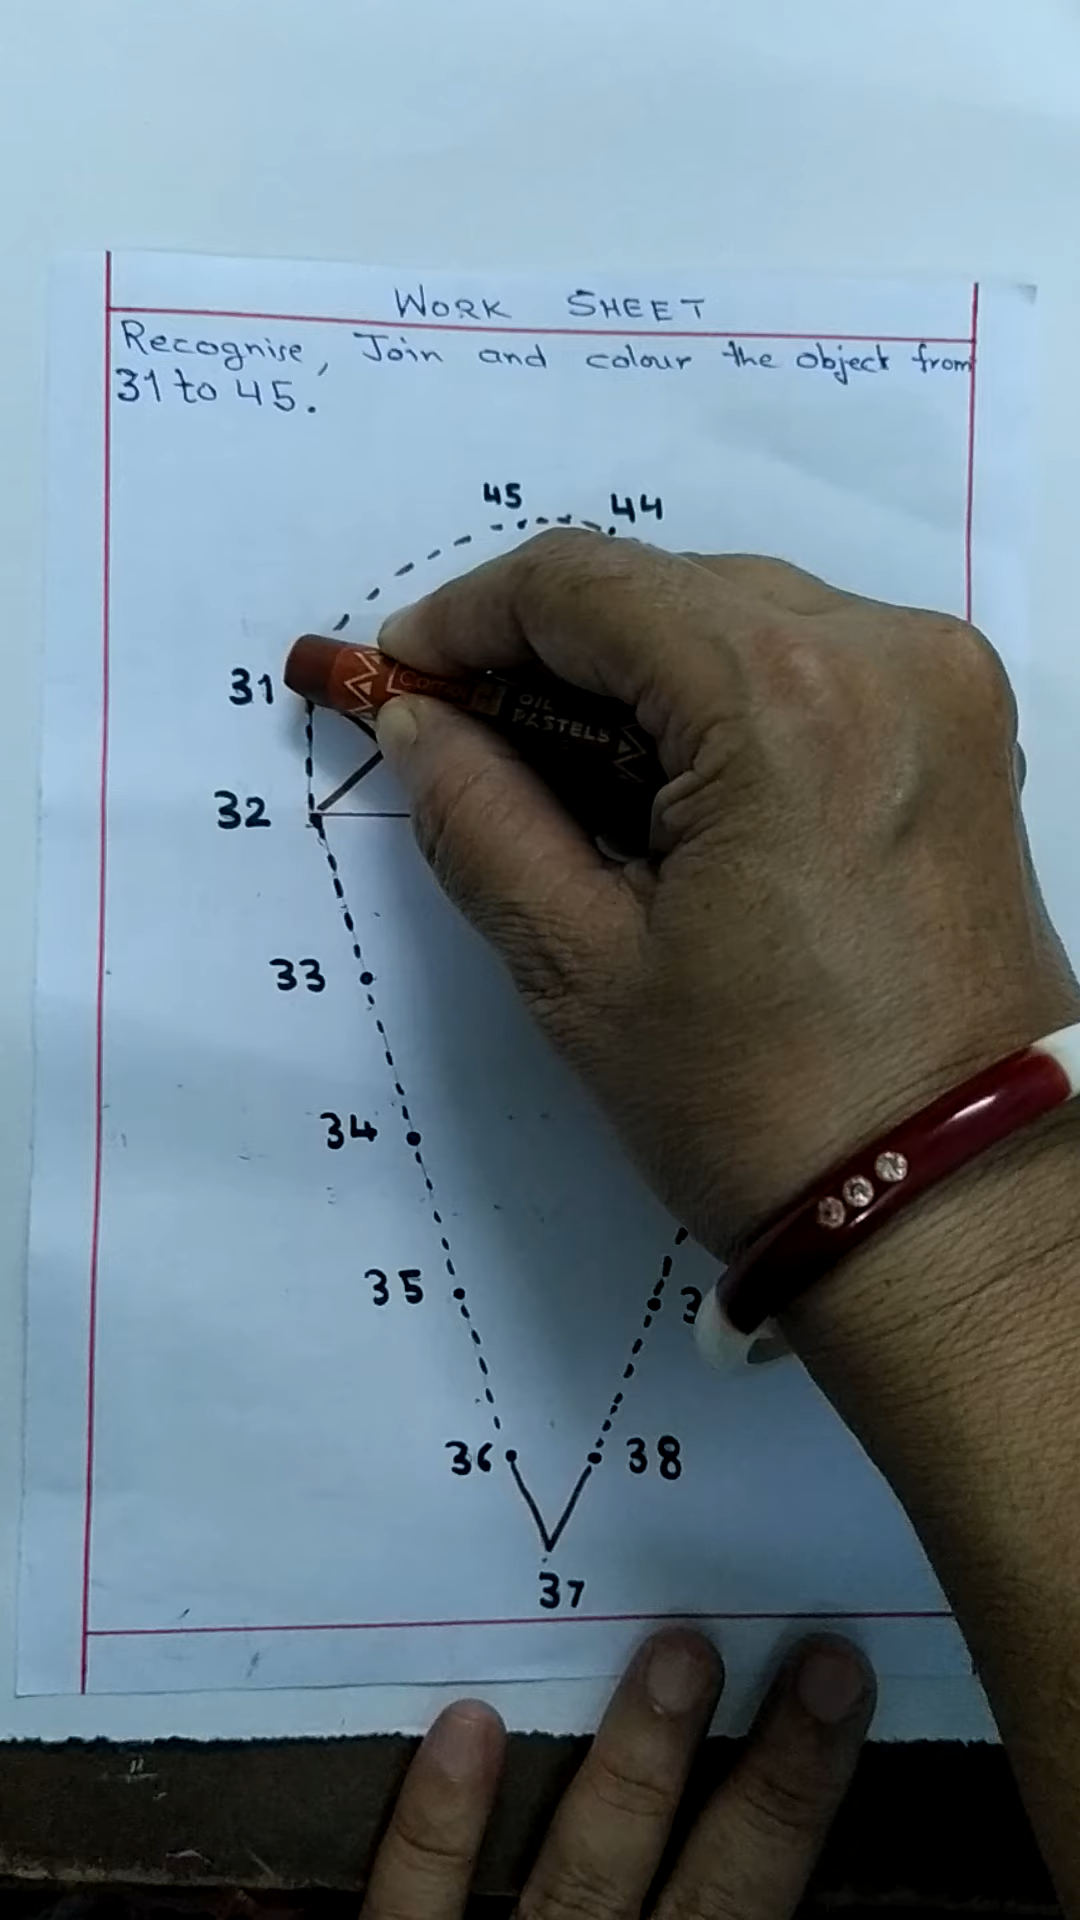 WORK SHEET
Recognise, Join and colour the object from
31 to 45.
45
44
31
OIL
PASTELS
32
33
34
35
3
36
38
37